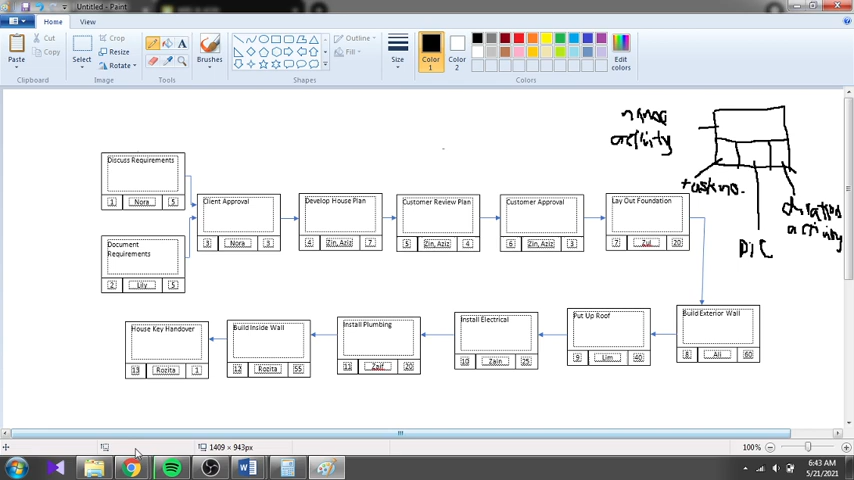 Untitled - Paint
Home
View
Paste
Cut
Copy
Clipboard
Select
Crop
Resize
Rotate
Image
Tools
Brushes
Shapes
Outline
Fill
Size
Color
1
Color
2
Edit
colors
Colors
activity
task no.
duration
activity
PIC
Discuss Requirements
1 Nora 5
Document
Requirements
2 Lily 5
Client Approval
3 Nora 3
Develop House Plan
4 Zin, Aziz 7
Customer Review Plan
5 Zin, Aziz 4
Customer Approval
6 Zin, Aziz 3
Lay Out Foundation
7 Zul 20
Build Exterior Wall
8 Ali 60
Put Up Roof
9 Lim 40
Install Electrical
10 Zain 25
Install Plumbing
11 Zaif 20
Build Inside Wall
12 Rozita 55
House Key Handover
13 Rozita 1
1409 × 943px
100%
6:43 AM
5/21/2021